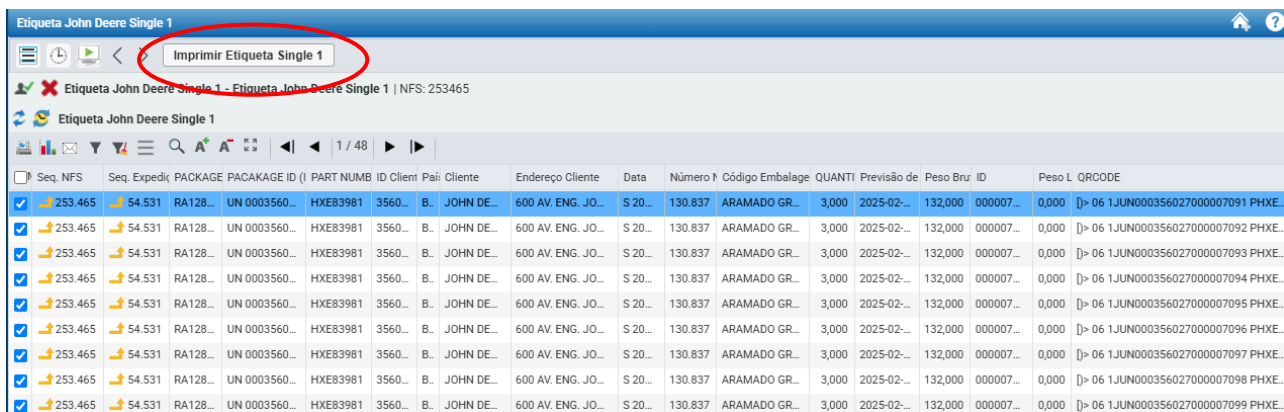 Etiqueta John Deere Single 1
Imprimir Etiqueta Single 1
Etiqueta John Deere Single 1 - Etiqueta John Deere Single 1 | NFS: 253465
Etiqueta John Deere Single 1
A+ A- 1 / 48
Seq. NFS Seq. Expediç PACKAGE PACAKAGE ID ( PART NUMB ID Client País Cliente Endereço Cliente Data Número N Código Embalage QUANTI Previsão de Peso Bru ID Peso L QRCODE
253.465 54.531 RA128... UN 0003560... HXE83981 3560... B... JOHN DE... 600 AV. ENG. JO... S 20... 130.837 ARAMADO GR... 3,000 2025-02-... 132,000 000007... 0,000 [)> 06 1JUN000356027000007091 PHXE...
253.465 54.531 RA128... UN 0003560... HXE83981 3560... B... JOHN DE... 600 AV. ENG. JO... S 20... 130.837 ARAMADO GR... 3,000 2025-02-... 132,000 000007... 0,000 [)> 06 1JUN000356027000007092 PHXE...
253.465 54.531 RA128... UN 0003560... HXE83981 3560... B... JOHN DE... 600 AV. ENG. JO... S 20... 130.837 ARAMADO GR... 3,000 2025-02-... 132,000 000007... 0,000 [)> 06 1JUN000356027000007093 PHXE...
253.465 54.531 RA128... UN 0003560... HXE83981 3560... B... JOHN DE... 600 AV. ENG. JO... S 20... 130.837 ARAMADO GR... 3,000 2025-02-... 132,000 000007... 0,000 [)> 06 1JUN000356027000007094 PHXE...
253.465 54.531 RA128... UN 0003560... HXE83981 3560... B... JOHN DE... 600 AV. ENG. JO... S 20... 130.837 ARAMADO GR... 3,000 2025-02-... 132,000 000007... 0,000 [)> 06 1JUN000356027000007095 PHXE...
253.465 54.531 RA128... UN 0003560... HXE83981 3560... B... JOHN DE... 600 AV. ENG. JO... S 20... 130.837 ARAMADO GR... 3,000 2025-02-... 132,000 000007... 0,000 [)> 06 1JUN000356027000007096 PHXE...
253.465 54.531 RA128... UN 0003560... HXE83981 3560... B... JOHN DE... 600 AV. ENG. JO... S 20... 130.837 ARAMADO GR... 3,000 2025-02-... 132,000 000007... 0,000 [)> 06 1JUN000356027000007097 PHXE...
253.465 54.531 RA128... UN 0003560... HXE83981 3560... B... JOHN DE... 600 AV. ENG. JO... S 20... 130.837 ARAMADO GR... 3,000 2025-02-... 132,000 000007... 0,000 [)> 06 1JUN000356027000007098 PHXE...
253.465 54.531 RA128... UN 0003560... HXE83981 3560... B... JOHN DE... 600 AV. ENG. JO... S 20... 130.837 ARAMADO GR... 3,000 2025-02-... 132,000 000007... 0,000 [)> 06 1JUN000356027000007099 PHXE...